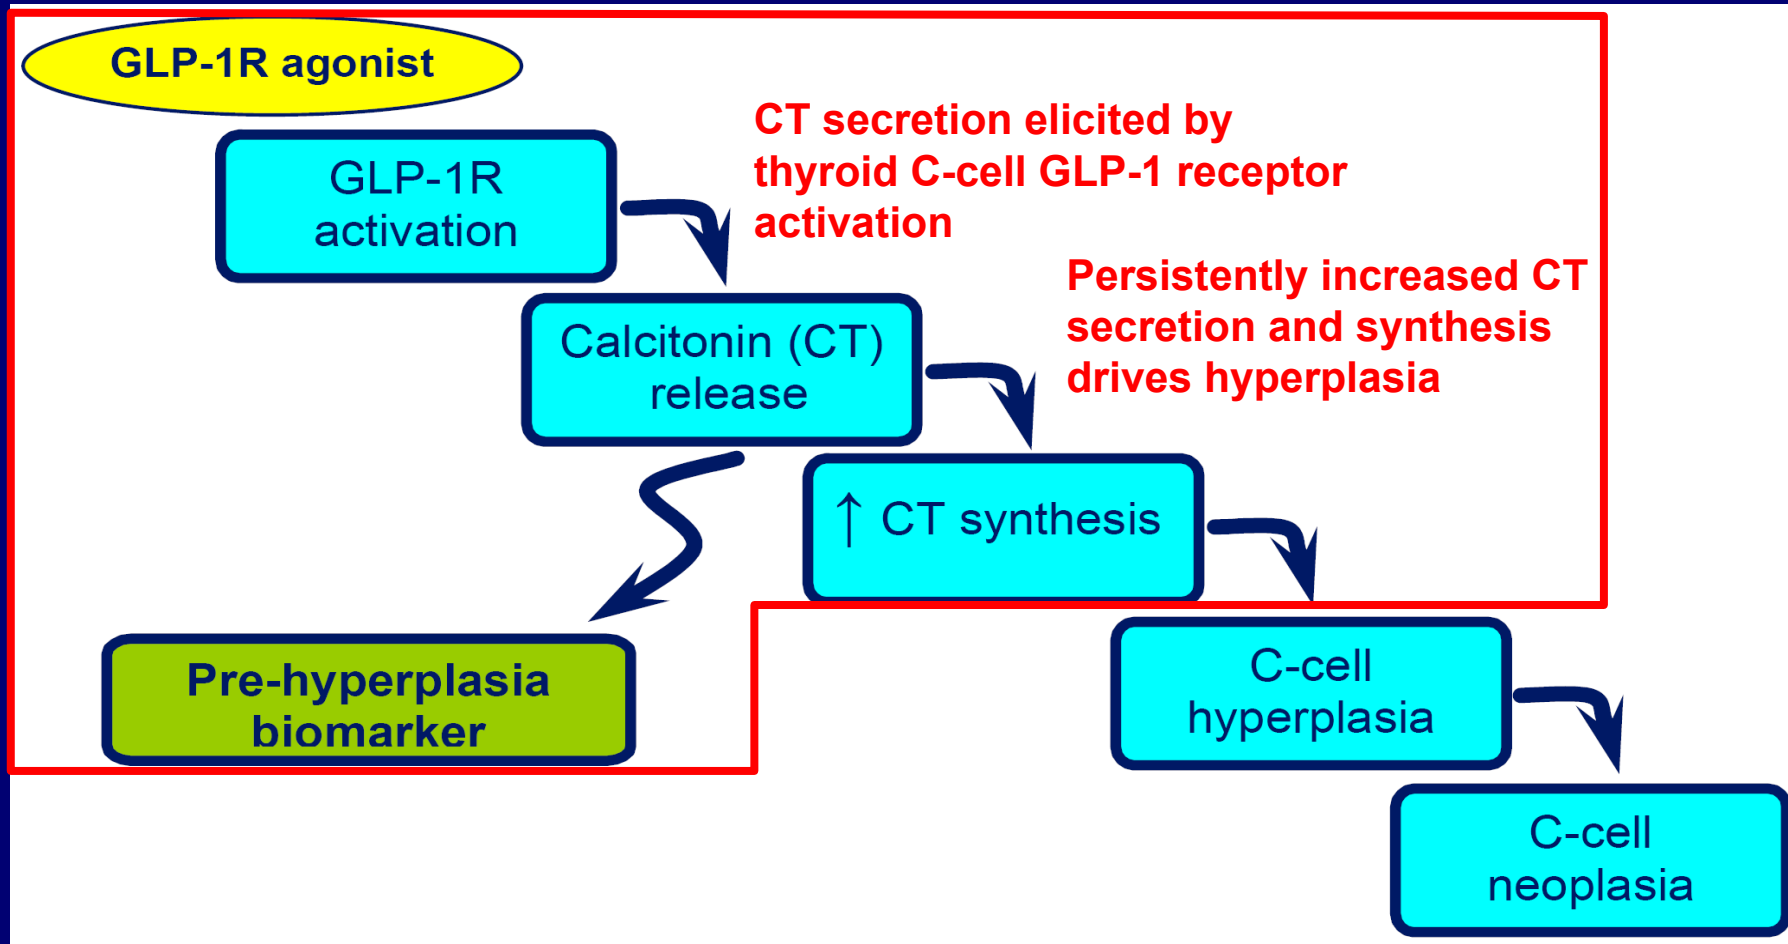 GLP-1R agonist
GLP-1R
activation
CT secretion elicited by
thyroid C-cell GLP-1 receptor
activation
Calcitonin (CT)
release
Persistently increased CT
secretion and synthesis
drives hyperplasia
↑ CT synthesis
Pre-hyperplasia
biomarker
C-cell
hyperplasia
C-cell
neoplasia